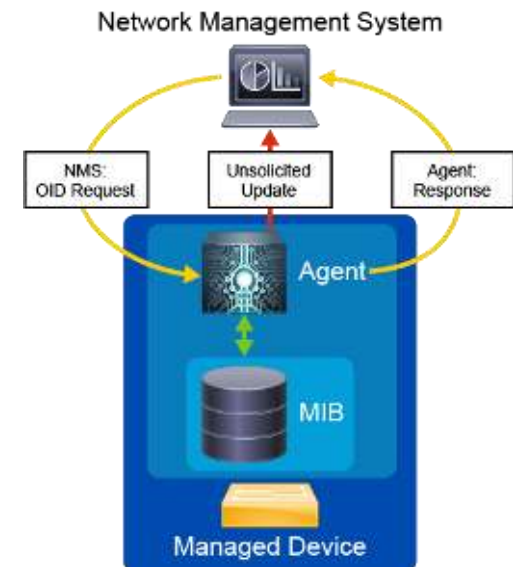 Network Management System
NMS:
OID Request
Unsolicited
Update
Agent:
Response
Agent
MIB
Managed Device